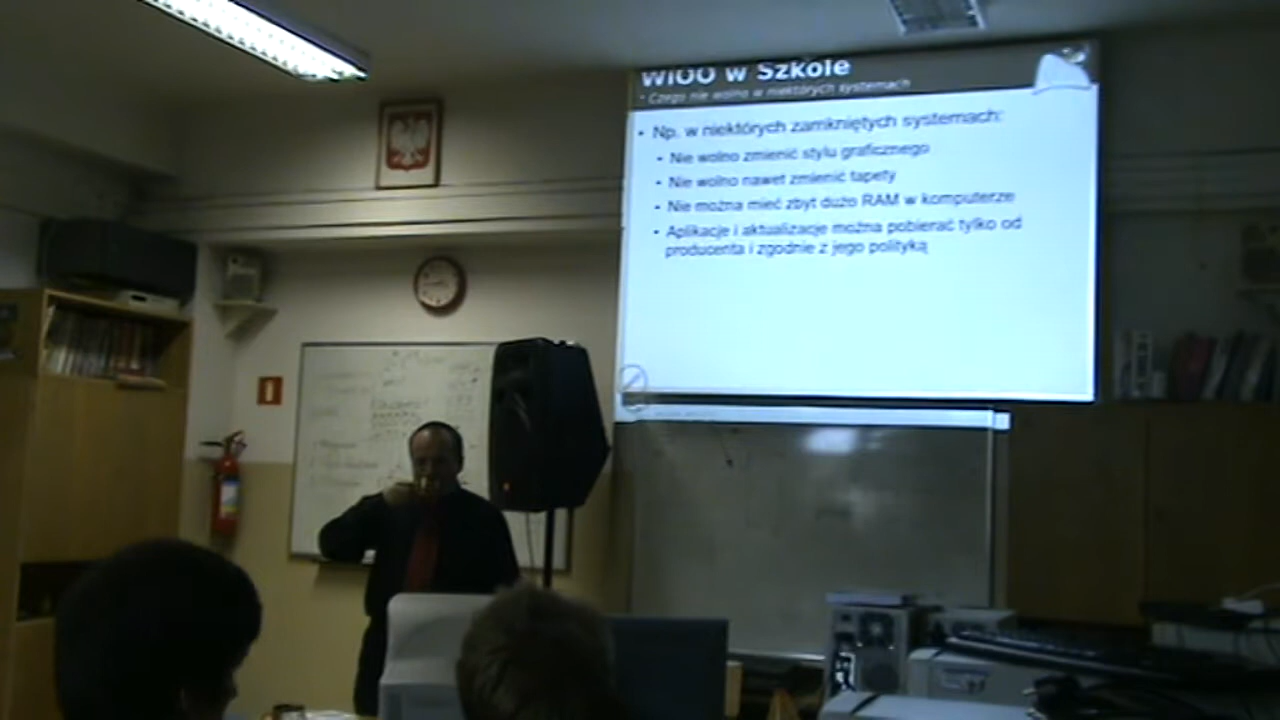 WIOO w Szkole
• Czego nie wolno w niektórych systemach
• Np. w niektórych zamkniętych systemach:
• Nie wolno zmienić stylu graficznego
• Nie wolno nawet zmienić tapety
• Nie można mieć zbyt dużo RAM w komputerze
• Aplikacje i aktualizacje można pobierać tylko od
producenta i zgodnie z jego polityką